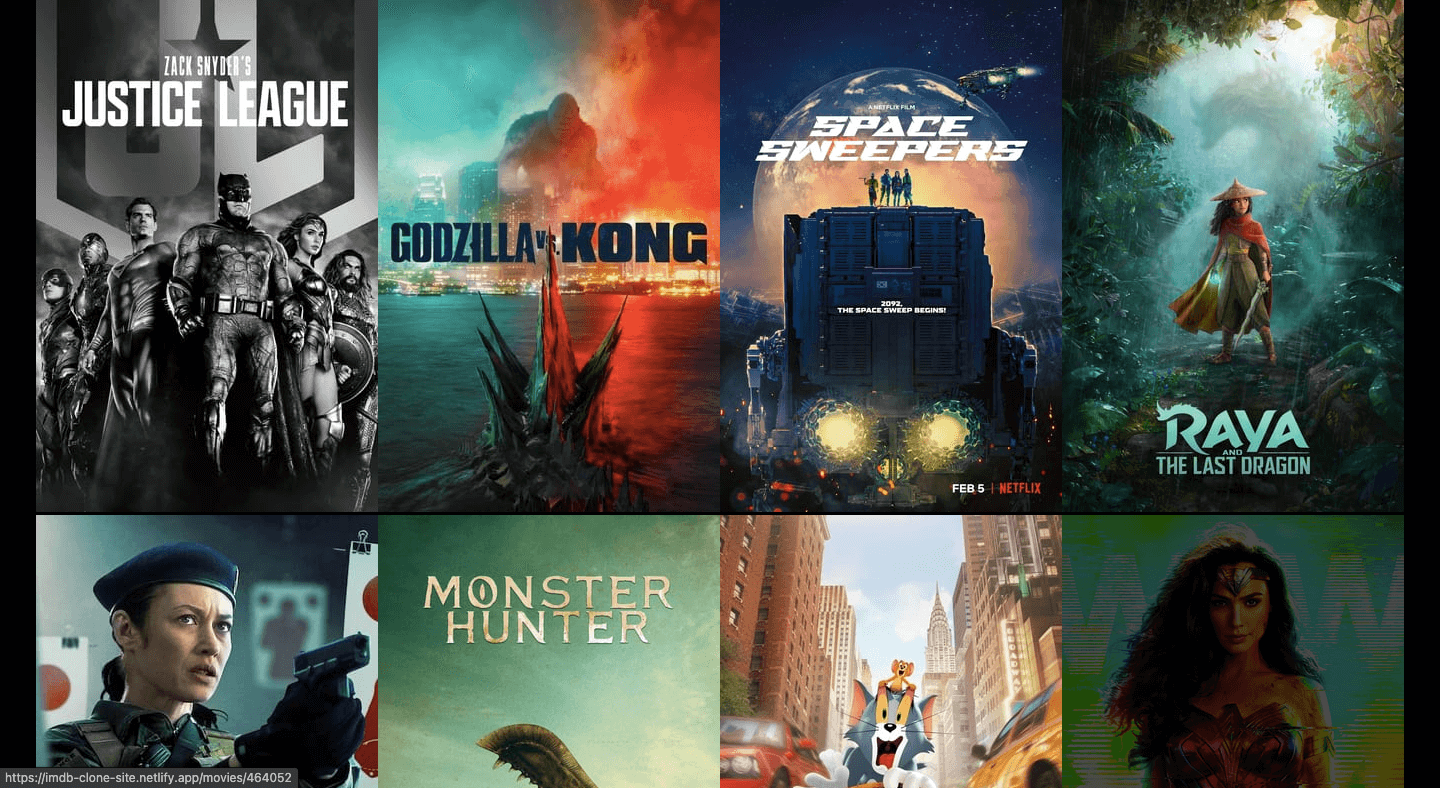 ZACK SNYDER'S
JUSTICE LEAGUE
GODZILLA vs. KONG
A NETFLIX FILM
SPACE
SWEEPERS
2092,
THE SPACE SWEEP BEGINS!
FEB 5 | NETFLIX
RAYA
AND
THE LAST DRAGON
MONSTER
HUNTER
https://imdb-clone-site.netlify.app/movies/464052